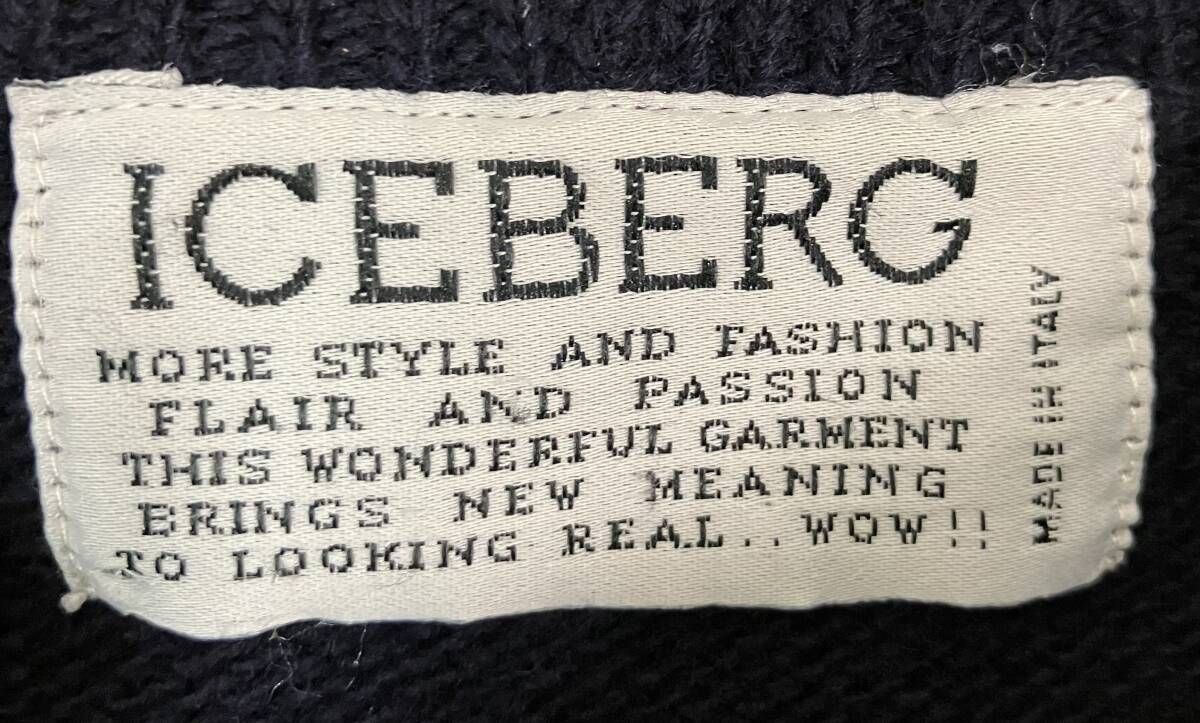 ICEBERG
MORE STYLE AND FASHION
FLAIR AND PASSION
THIS WONDERFUL GARMENT
BRINGS NEW MEANING
TO LOOKING REAL..WOW!!
MADE IN ITALY